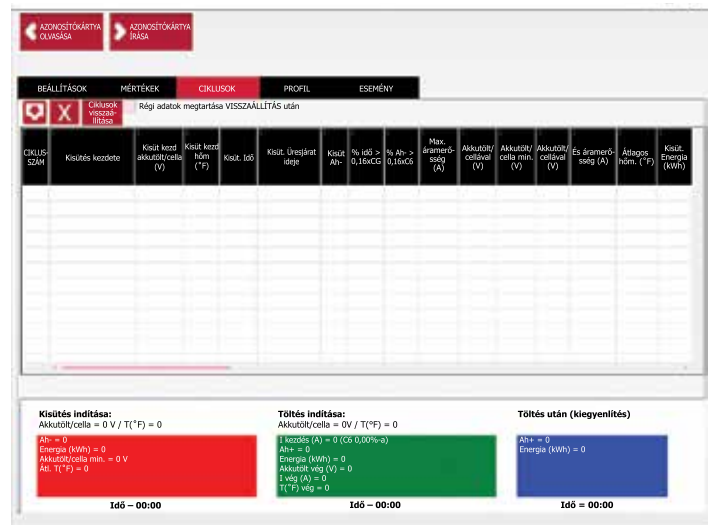 AZONOSÍTÓKÁRTYA
OLVASÁSA
AZONOSÍTÓKÁRTYA
ÍRÁSA
BEÁLLÍTÁSOK MÉRTÉKEK CIKLUSOK PROFIL ESEMÉNY
X
Ciklusok
visszaá-
llítása
Régi adatok megtartása VISSZAÁLLÍTÁS után
CIKLUS-
SZÁM
Kisütés kezdete
Kisüt kezd
akkutölt/cella
(V)
Kisüt kezd
hőm
(°F)
Kisüt. Idő
Kisüt. Üresjárat
ideje
Kisüt
Ah-
% idő >
0,16xCG
% Ah- >
0,16xC6
Max.
áramerő-
sség
(A)
Akkutölt/
cellával
(V)
Akkutölt/
cella min.
(V)
Akkutölt/
cellával
(V)
És áramerő-
sség (A)
Átlagos
hőm. (°F)
Kisüt.
Energia
(kWh)
Kisütés indítása:
Akkutölt/cella = 0 V / T(°F) = 0
Ah- = 0
Energia (kWh) = 0
Akkutölt/cella min. = 0 V
Átl. T(°F) = 0
Idő – 00:00
Töltés indítása:
Akkutölt/cella = 0V / T(°F) = 0
I kezdés (A) = 0 (C6 0,00%-a)
Ah+ = 0
Energia (kWh) = 0
Akkutölt vég (V) = 0
I vég (A) = 0
T(°F) vég = 0
Idő – 00:00
Töltés után (kiegyenlítés)
Ah+ = 0
Energia (kWh) = 0
Idő = 00:00